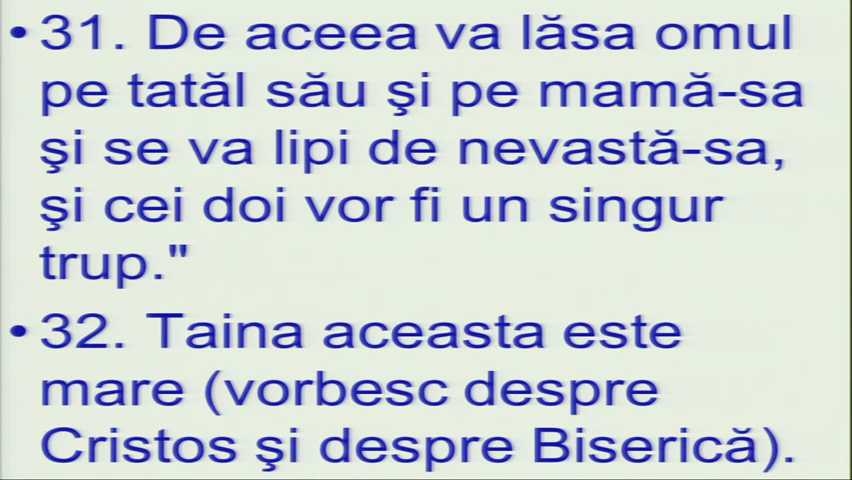 • 31. De aceea va lăsa omul
pe tatăl său şi pe mamă-sa
şi se va lipi de nevastă-sa,
şi cei doi vor fi un singur
trup."
• 32. Taina aceasta este
mare (vorbesc despre
Cristos şi despre Biserică).